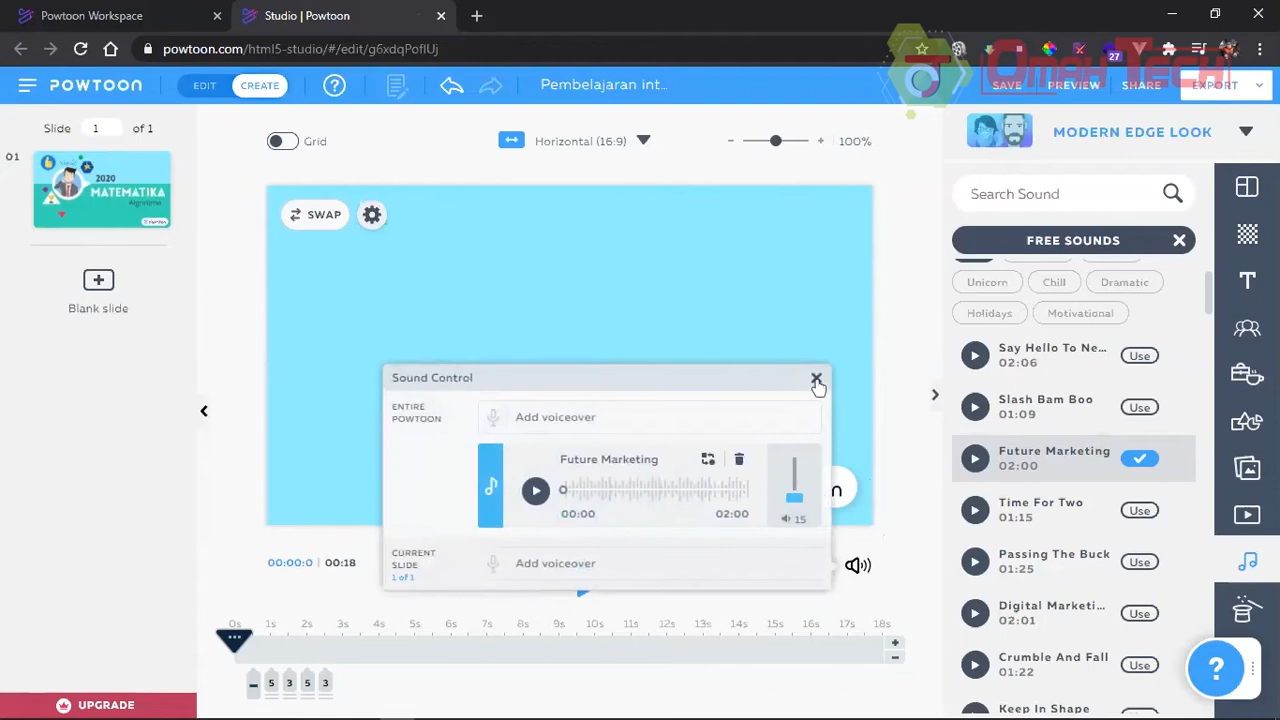 Powtoon Workspace
Studio | Powtoon
powtoon.com/html5-studio/#/edit/g6xdqPofIUj
27
POWTOON
EDIT
CREATE
?
Pembelajaran int...
OmahTech
SAVE
PREVIEW
SHARE
EXPORT
Slide 1 of 1
Grid
Horizontal (16:9)
- + 100%
MODERN EDGE LOOK
01
2020
MATEMATIKA
Algoritma
Blank slide
SWAP
Search Sound
FREE SOUNDS
Unicorn
Chill
Dramatic
Holidays
Motivational
Say Hello To Ne...
02:06
Use
Slash Bam Boo
01:09
Use
Future Marketing
02:00
Time For Two
01:15
Use
Passing The Buck
01:25
Use
Digital Marketi...
02:01
Use
Crumble And Fall
01:22
Use
Keep In Shape
Sound Control
ENTIRE
POWTOON
Add voiceover
Future Marketing
00:00
02:00
15
n
CURRENT
SLIDE
1 of 1
Add voiceover
00:00:0 | 00:18
0s 1s 2s 3s 4s 5s 6s 7s 8s 9s 10s 11s 12s 13s 14s 15s 16s 17s 18s
+
-
- 5 3 5 3
UPGRADE
?